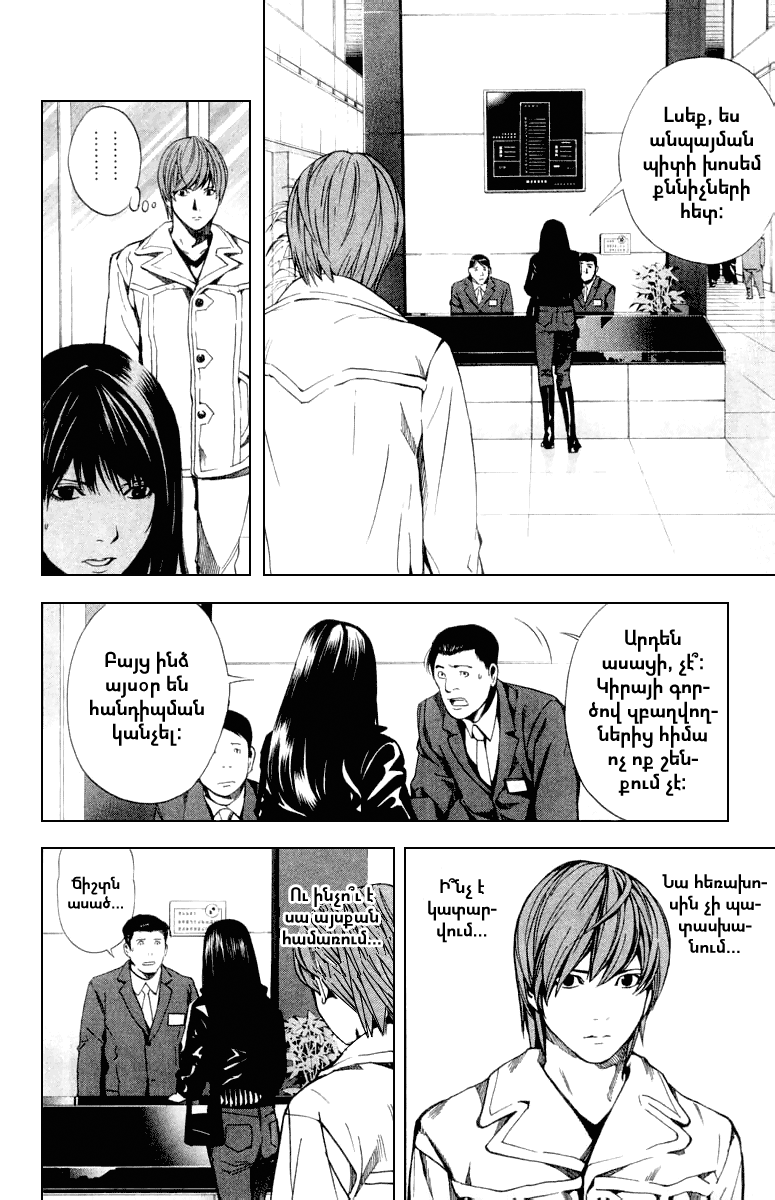 Լսեք, ես
անպայման
պիտի խոսեմ
քննիչների
հետ:
Արդեն
ասացի, չէ՞:
Կիրայի գոր-
ծով զբաղվող-
ներից հիմա
ոչ ոք շեն-
քում չէ:
Բայց ինձ
այսօր են
հանդիպման
կանչել:
Նա հեռախո-
սին չի պա-
տասխա-
նում...
Ի՞նչ է
կատար-
վում...
Ու ինչո՞ւ է
սա այսքան
համառում...
Ճիշտն
ասած...